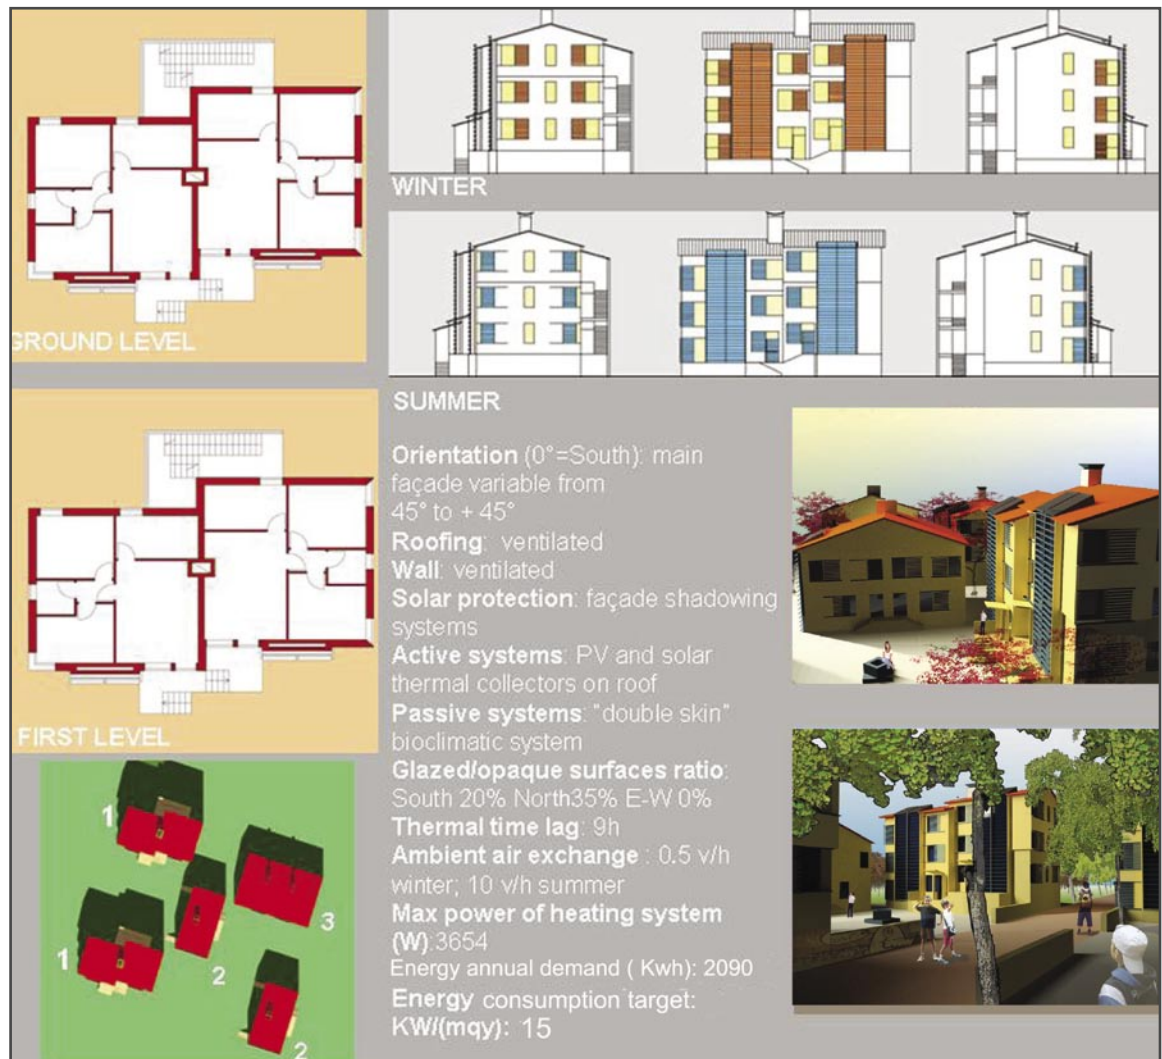 WINTER
GROUND LEVEL
SUMMER
Orientation (0°=South): main
façade variable from
45° to + 45°
Roofing: ventilated
Wall: ventilated
Solar protection: façade shadowing
systems
Active systems: PV and solar
thermal collectors on roof
Passive systems: "double skin"
bioclimatic system
Glazed/opaque surfaces ratio:
South 20% North35% E-W 0%
Thermal time lag: 9h
Ambient air exchange : 0.5 v/h
winter; 10 v/h summer
Max power of heating system
(W):3654
Energy annual demand ( Kwh): 2090
Energy consumption target:
KW/(mqy): 15
FIRST LEVEL
1
3
1
2
2